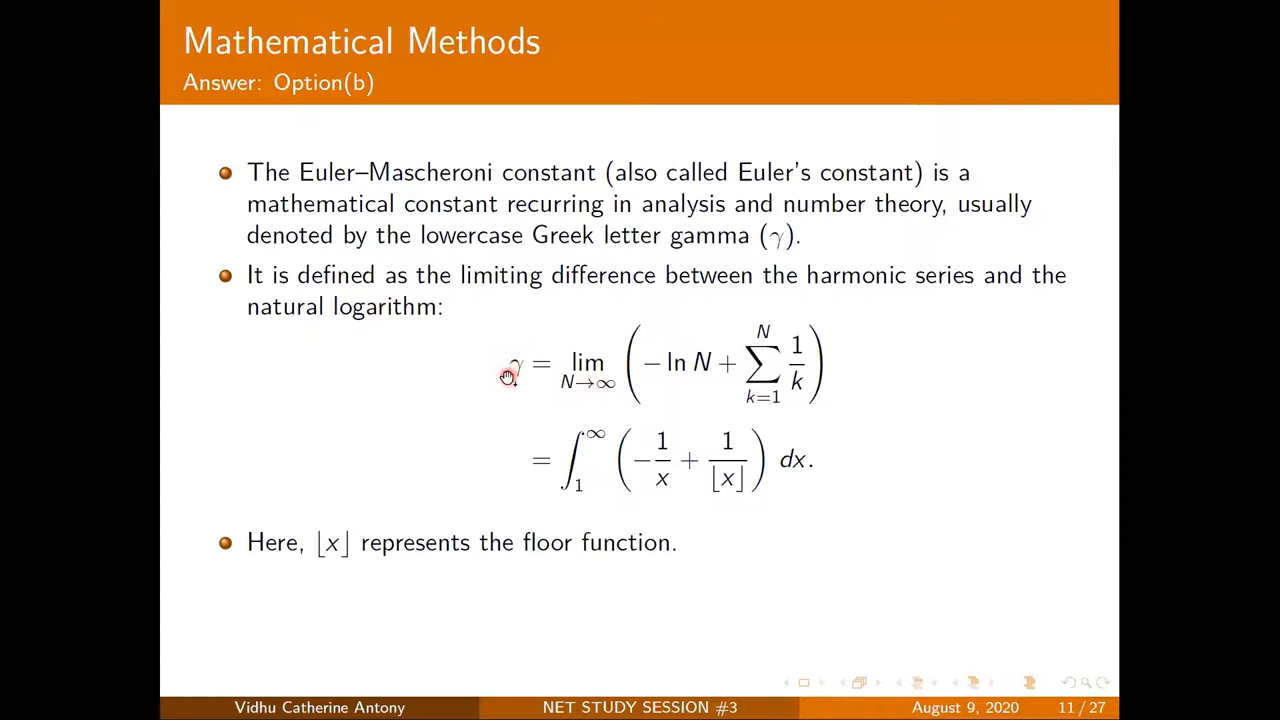 Mathematical Methods
Answer: Option(b)
The Euler–Mascheroni constant (also called Euler's constant) is a
mathematical constant recurring in analysis and number theory, usually
denoted by the lowercase Greek letter gamma (γ).
It is defined as the limiting difference between the harmonic series and the
natural logarithm:
γ = lim_{N→∞} ( − ln N + ∑_{k=1}^{N} 1/k )
= ∫_1^∞ ( − 1/x + 1/⌊x⌋ ) dx.
Here, ⌊x⌋ represents the floor function.
Vidhu Catherine Antony NET STUDY SESSION #3 August 9, 2020 11 / 27